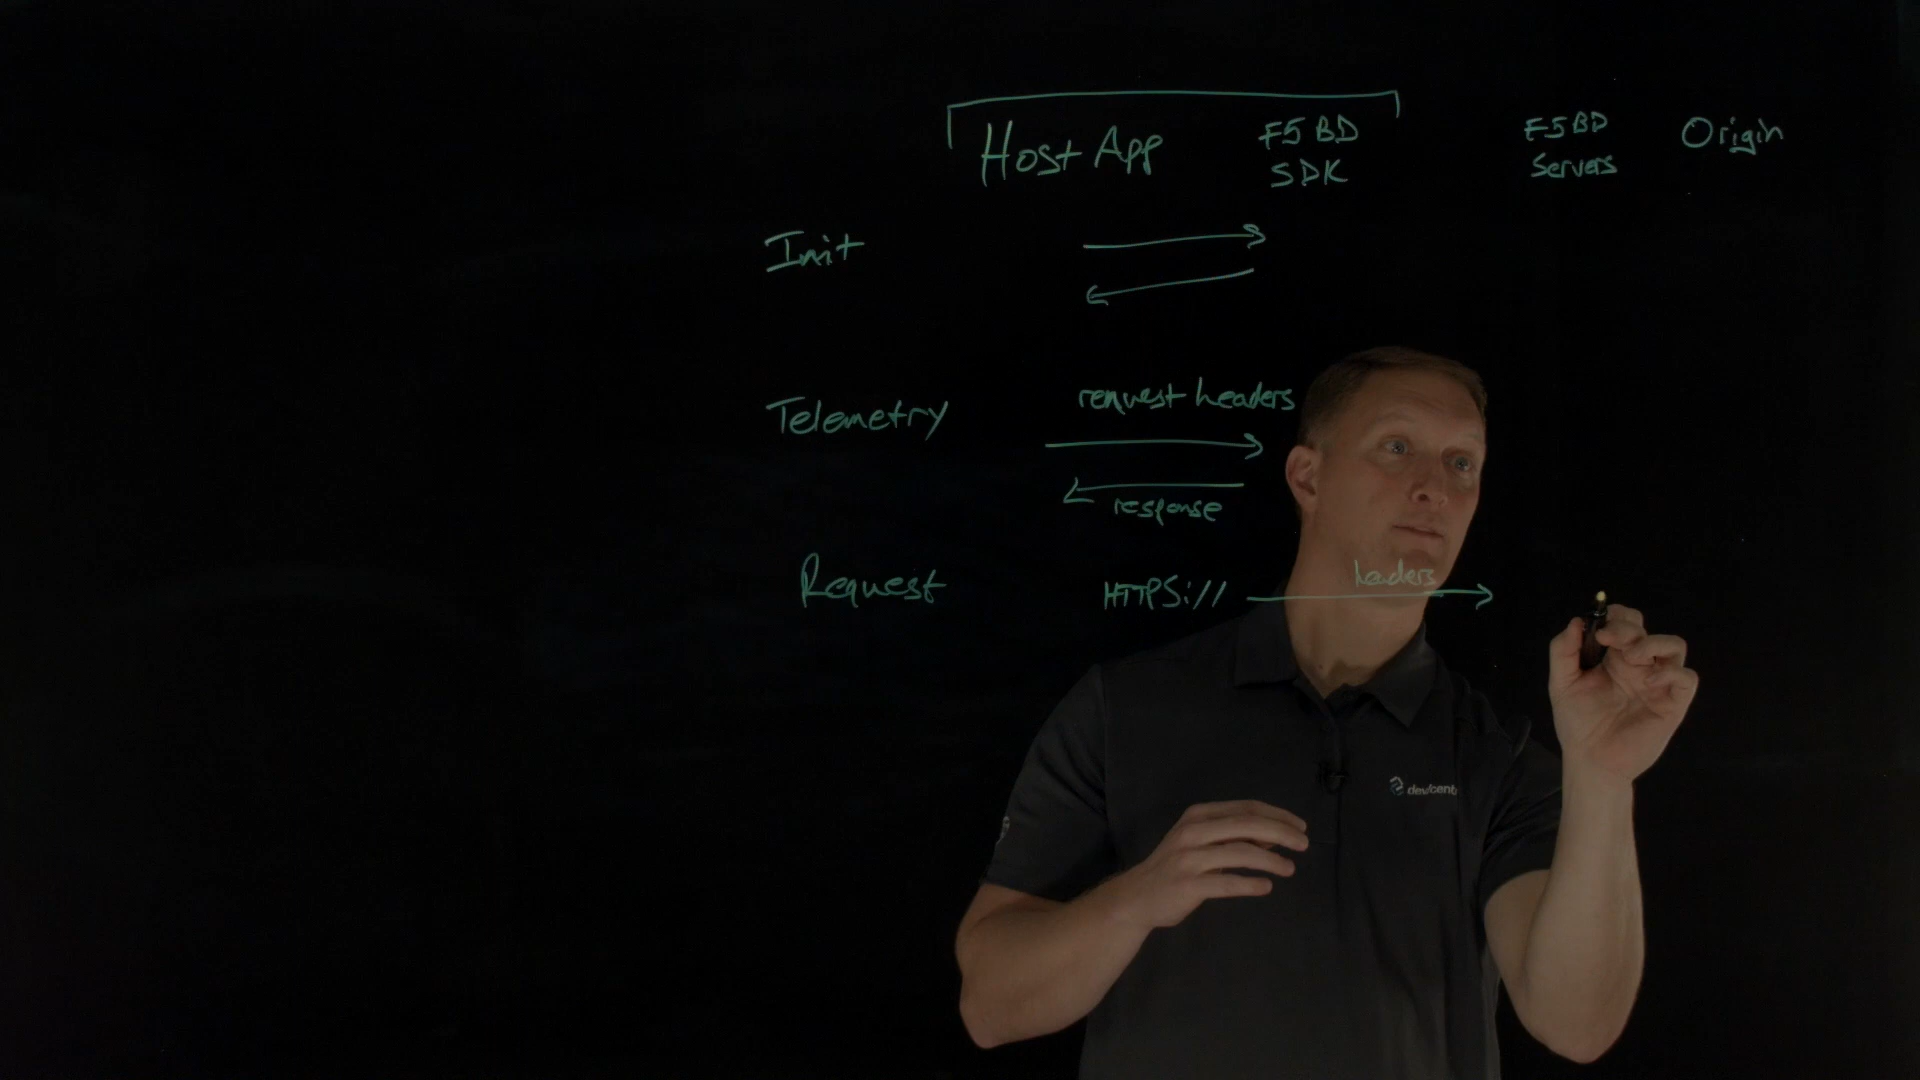 Host App
F5 BD
SDK
F5 BD
Servers
Origin
Init
Telemetry
request headers
response
Request
HTTPS://
headers